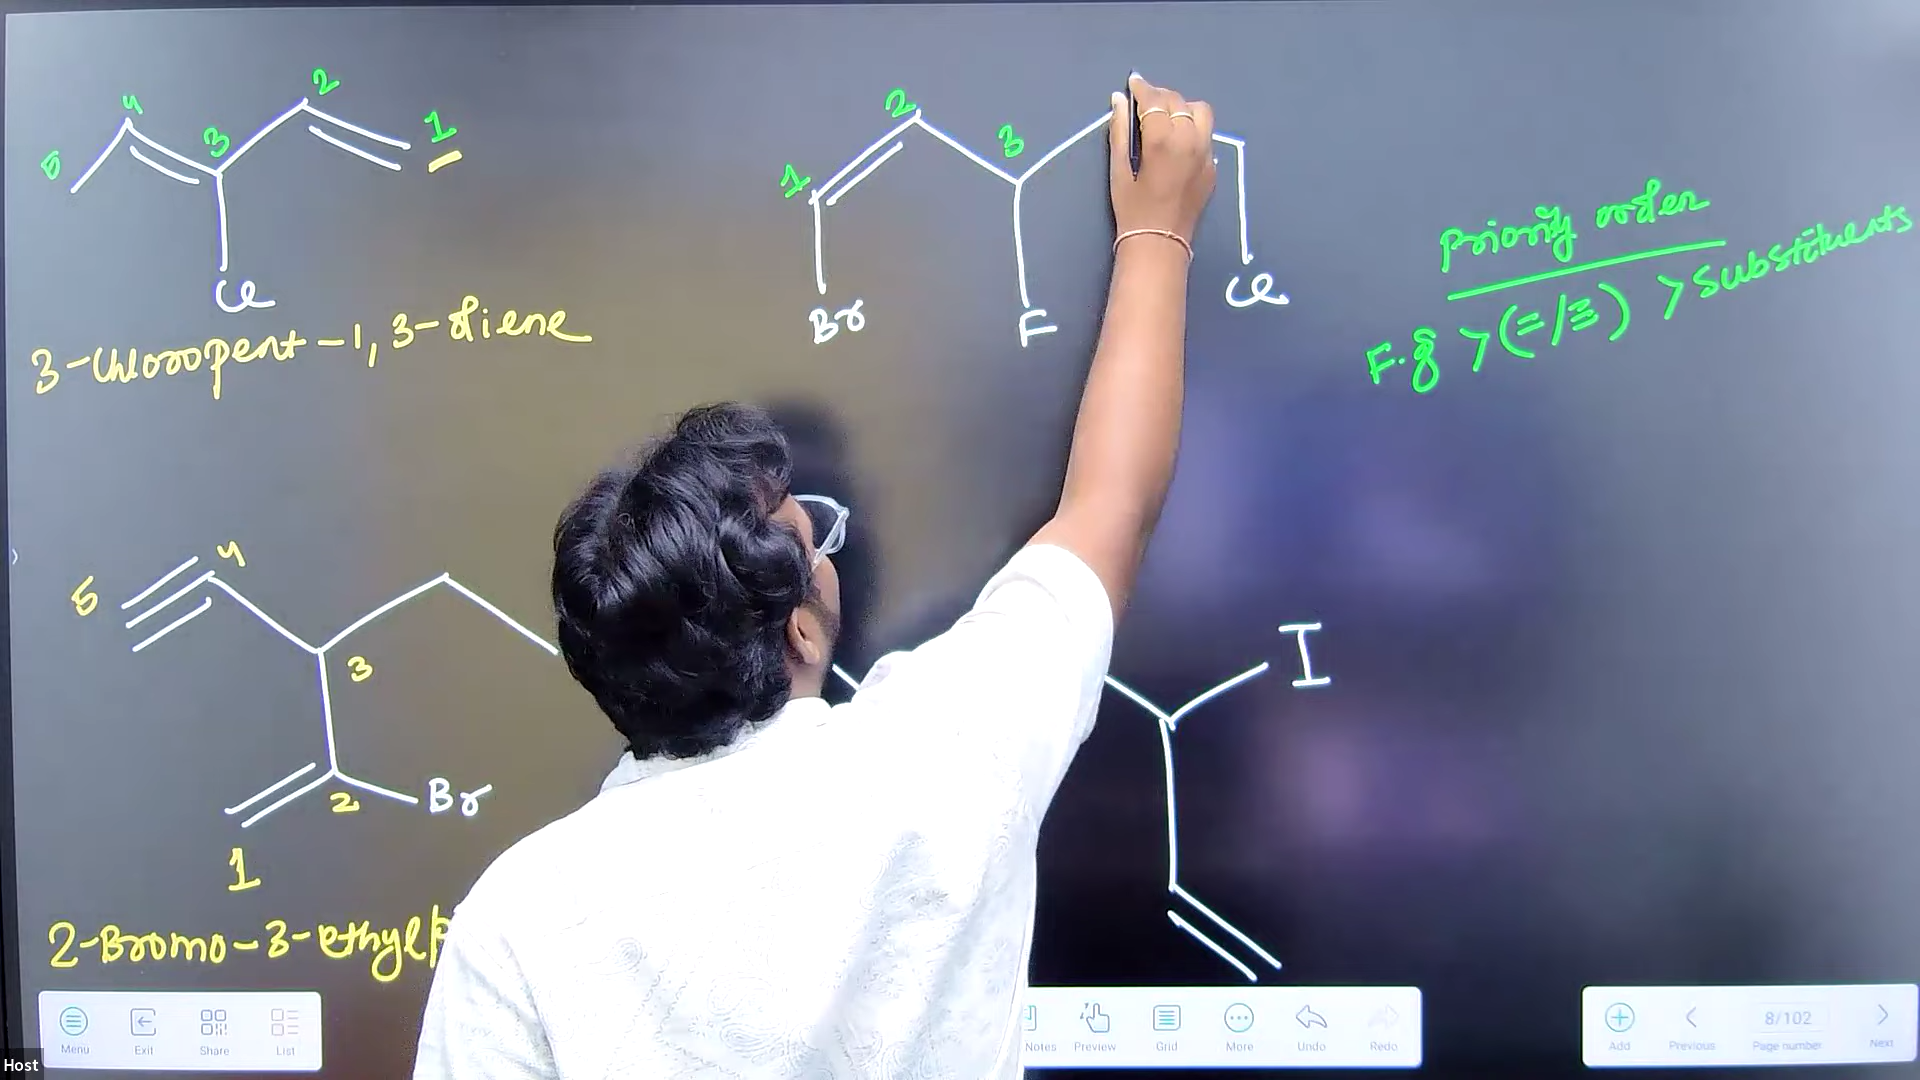 4 2 1
5 3
Cl
3-Chloropent-1,3-diene
2
1 3
Br F Cl
Priority order
F.g > (=/≡) > substituents
5 4
3
2 Br
1
2-Bromo-3-ethyl
I
Menu Exit Share List
Notes Preview Grid More Undo Redo
Add Previous 8/102 Page number Next
Host